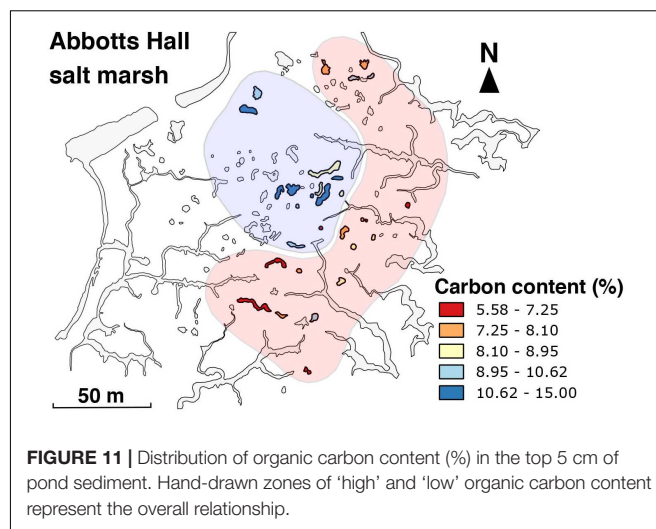 Abbotts Hall
salt marsh
N
Carbon content (%)
5.58 - 7.25
7.25 - 8.10
8.10 - 8.95
8.95 - 10.62
10.62 - 15.00
50 m
FIGURE 11 | Distribution of organic carbon content (%) in the top 5 cm of
pond sediment. Hand-drawn zones of ‘high’ and ‘low’ organic carbon content
represent the overall relationship.